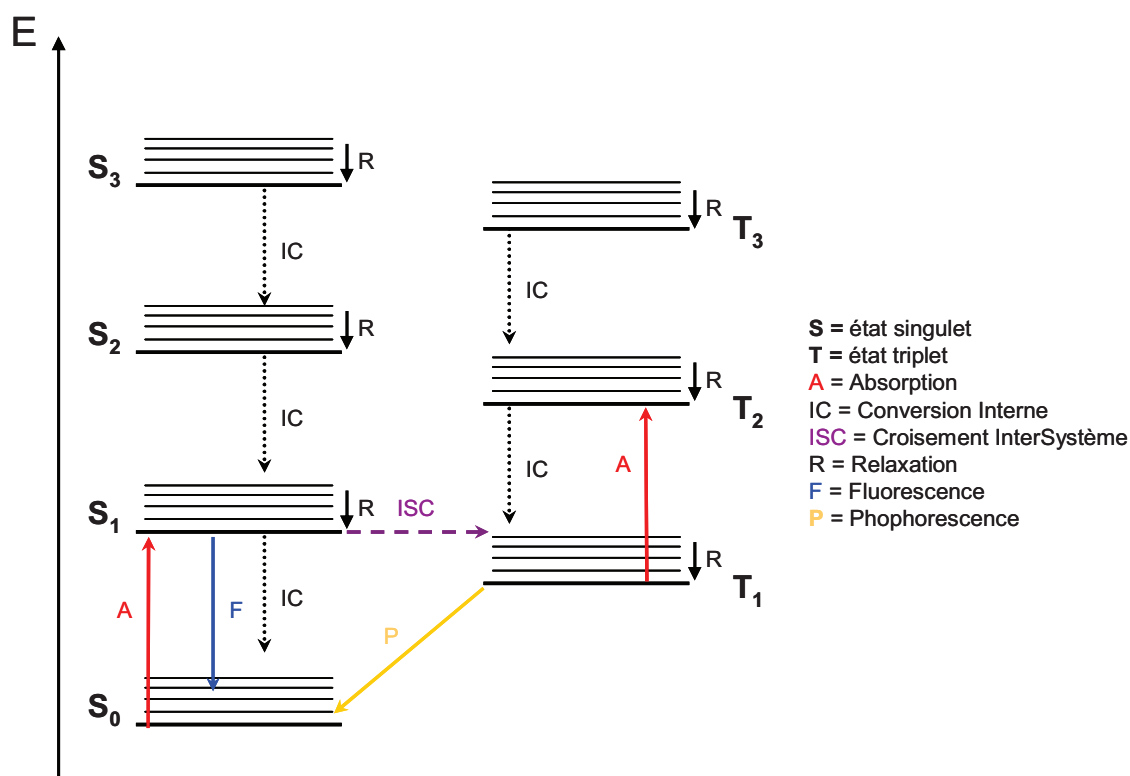 E
S3
R
IC
R
T3
IC
S2
R
IC
R
T2
IC
A
S1
R
ISC
R
T1
A
F
IC
P
S0
S = état singulet
T = état triplet
A = Absorption
IC = Conversion Interne
ISC = Croisement InterSystème
R = Relaxation
F = Fluorescence
P = Phophorescence